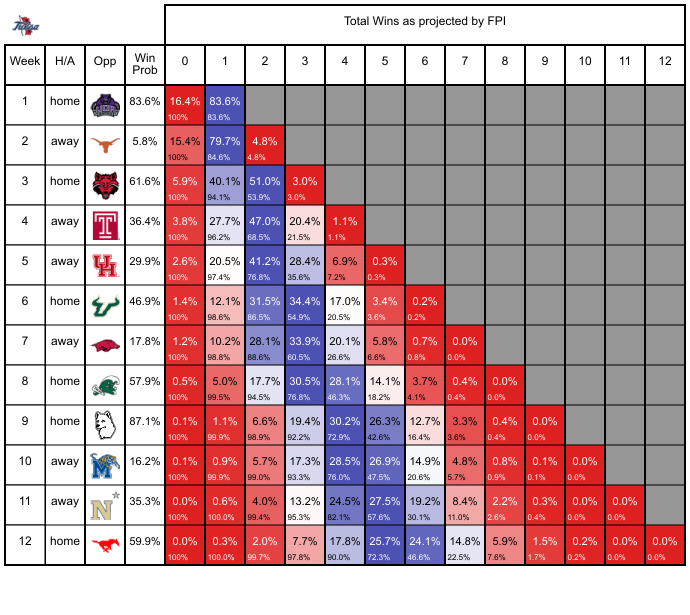 Tulsa
Total Wins as projected by FPI
Week H/A Opp Win Prob 0 1 2 3 4 5 6 7 8 9 10 11 12
1 home 83.6% 16.4% 83.6%
100% 83.6%
2 away 5.8% 15.4% 79.7% 4.8%
100% 84.6% 4.8%
3 home 61.6% 5.9% 40.1% 51.0% 3.0%
100% 94.1% 53.9% 3.0%
4 away T 36.4% 3.8% 27.7% 47.0% 20.4% 1.1%
100% 96.2% 68.5% 21.5% 1.1%
5 away UH 29.9% 2.6% 20.5% 41.2% 28.4% 6.9% 0.3%
100% 97.4% 76.8% 35.6% 7.2% 0.3%
6 home 46.9% 1.4% 12.1% 31.5% 34.4% 17.0% 3.4% 0.2%
100% 98.6% 86.5% 54.9% 20.5% 3.6% 0.2%
7 away 17.8% 1.2% 10.2% 28.1% 33.9% 20.1% 5.8% 0.7% 0.0%
100% 98.8% 88.6% 60.5% 26.6% 6.6% 0.8% 0.0%
8 home 57.9% 0.5% 5.0% 17.7% 30.5% 28.1% 14.1% 3.7% 0.4% 0.0%
100% 99.5% 94.5% 76.8% 46.3% 18.2% 4.1% 0.4% 0.0%
9 home 87.1% 0.1% 1.1% 6.6% 19.4% 30.2% 26.3% 12.7% 3.3% 0.4% 0.0%
100% 99.9% 98.9% 92.2% 72.9% 42.6% 16.4% 3.6% 0.4% 0.0%
10 away M 16.2% 0.1% 0.9% 5.7% 17.3% 28.5% 26.9% 14.9% 4.8% 0.8% 0.1% 0.0%
100% 99.9% 99.0% 93.3% 76.0% 47.5% 20.6% 5.7% 0.9% 0.1% 0.0%
11 away N 35.3% 0.0% 0.6% 4.0% 13.2% 24.5% 27.5% 19.2% 8.4% 2.2% 0.3% 0.0% 0.0%
100% 100.0% 99.4% 95.3% 82.1% 57.6% 30.1% 11.0% 2.6% 0.4% 0.0% 0.0%
12 home 59.9% 0.0% 0.3% 2.0% 7.7% 17.8% 25.7% 24.1% 14.8% 5.9% 1.5% 0.2% 0.0% 0.0%
100% 100.0% 99.7% 97.8% 90.0% 72.3% 46.6% 22.5% 7.6% 1.7% 0.2% 0.0% 0.0%